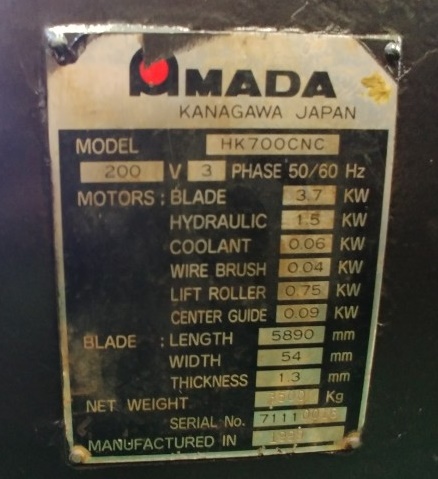 AMADA
KANAGAWA JAPAN
MODEL HK700CNC
200 V 3 PHASE 50/60 Hz
MOTORS : BLADE 3.7 KW
HYDRAULIC 1.5 KW
COOLANT 0.06 KW
WIRE BRUSH 0.04 KW
LIFT ROLLER 0.75 KW
CENTER GUIDE 0.09 KW
BLADE : LENGTH 5890 mm
WIDTH 54 mm
THICKNESS 1.3 mm
NET WEIGHT Kg
SERIAL No.
MANUFACTURED IN